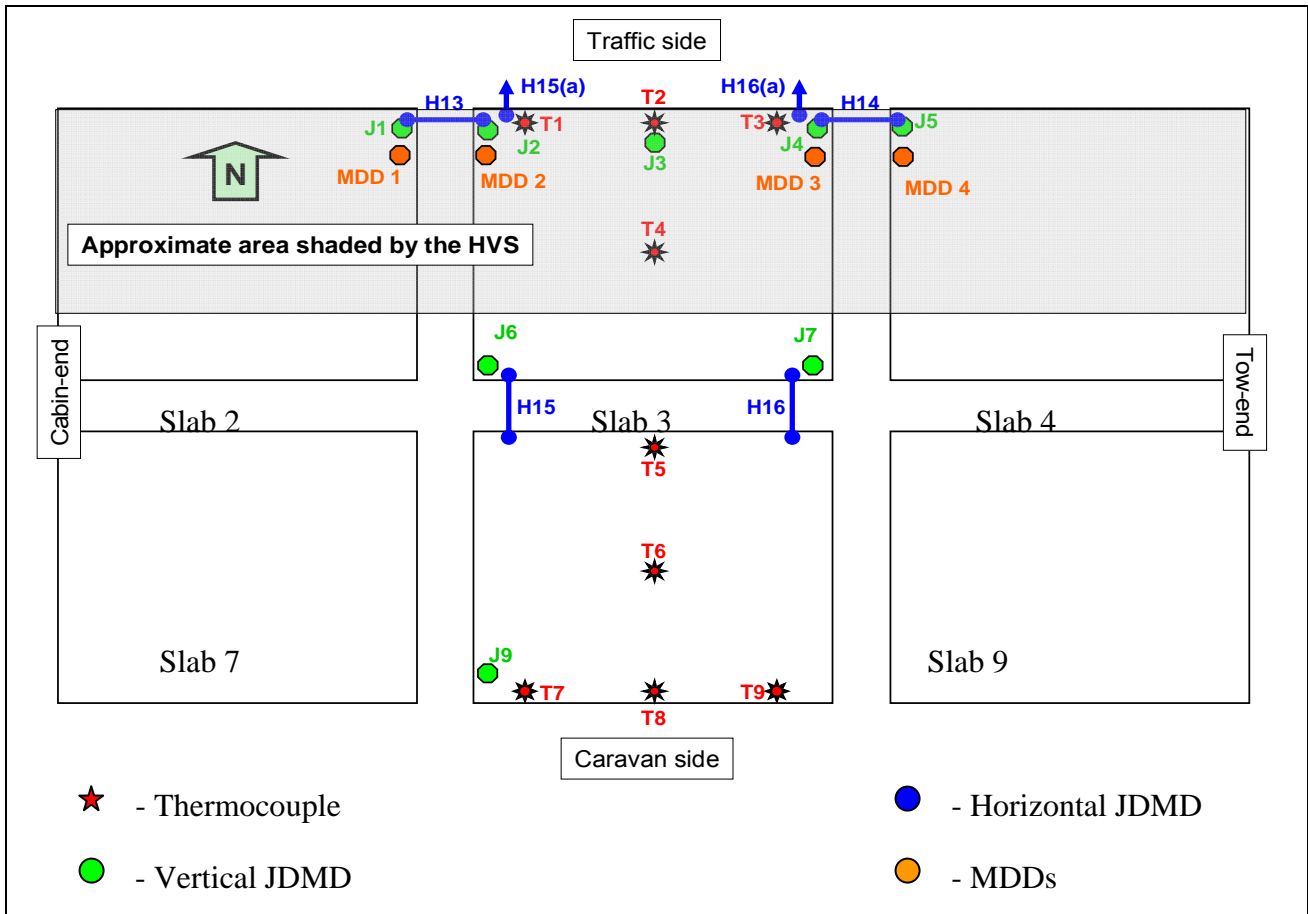 Traffic side
H15(a)
H16(a)
T2
H13
H14
J1
T1
T3
J5
J2
J3
J4
N
MDD 1
MDD 2
MDD 3
MDD 4
T4
Approximate area shaded by the HVS
J6
J7
Cabin-end
Tow-end
H15
H16
Slab 2
Slab 3
Slab 4
T5
T6
Slab 7
J9
Slab 9
T7
T8
T9
Caravan side
- Thermocouple
- Horizontal JDMD
- Vertical JDMD
- MDDs